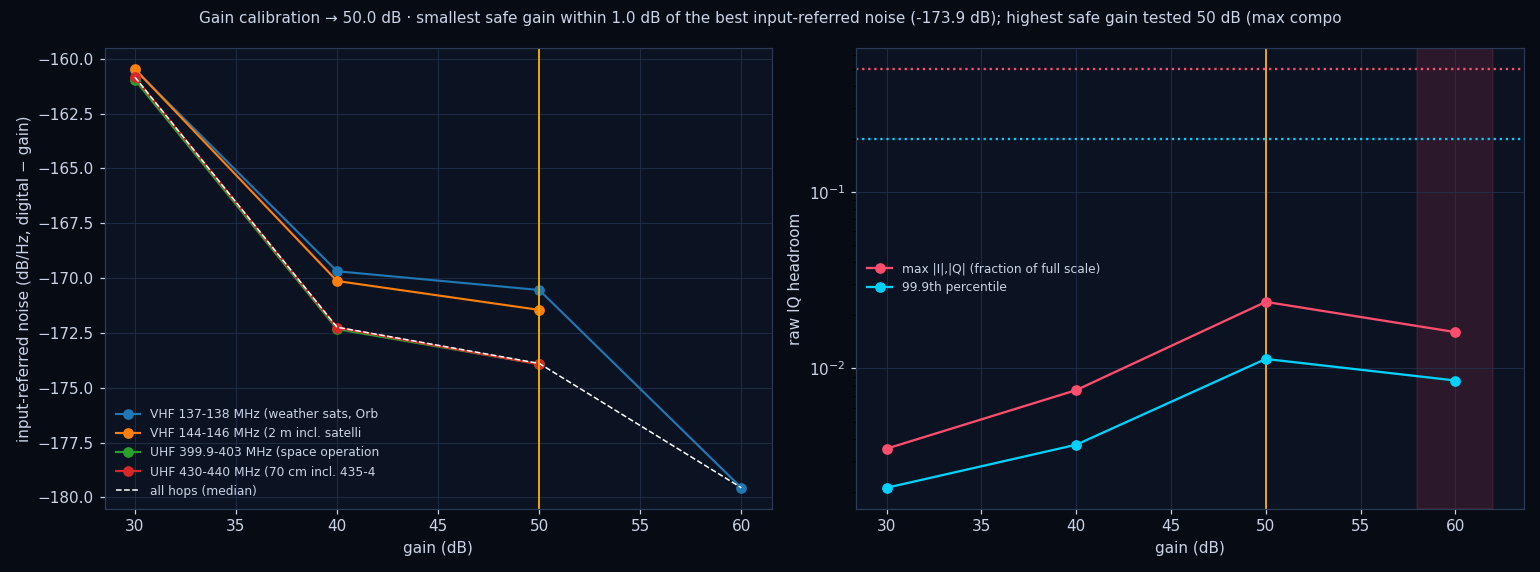 Gain calibration → 50.0 dB · smallest safe gain within 1.0 dB of the best input-referred noise (-173.9 dB); highest safe gain tested 50 dB (max compo
input-referred noise (dB/Hz, digital − gain)
−160.0
−162.5
−165.0
−167.5
−170.0
−172.5
−175.0
−177.5
−180.0
VHF 137-138 MHz (weather sats, Orb
VHF 144-146 MHz (2 m incl. satelli
UHF 399.9-403 MHz (space operation
UHF 430-440 MHz (70 cm incl. 435-4
all hops (median)
30 35 40 45 50 55 60
gain (dB)
raw IQ headroom
10⁻¹
10⁻²
max |I|,|Q| (fraction of full scale)
99.9th percentile
30 35 40 45 50 55 60
gain (dB)